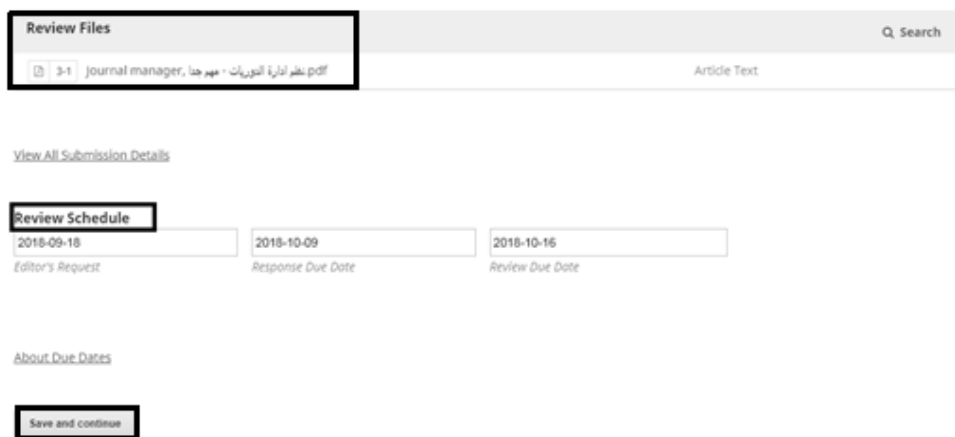 Review Files
Search
3-1 Journal manager, نظم ادارة الدوريات - مهم جدا.pdf
Article Text
View All Submission Details
Review Schedule
2018-09-18
2018-10-09
2018-10-16
Editor's Request
Response Due Date
Review Due Date
About Due Dates
Save and continue